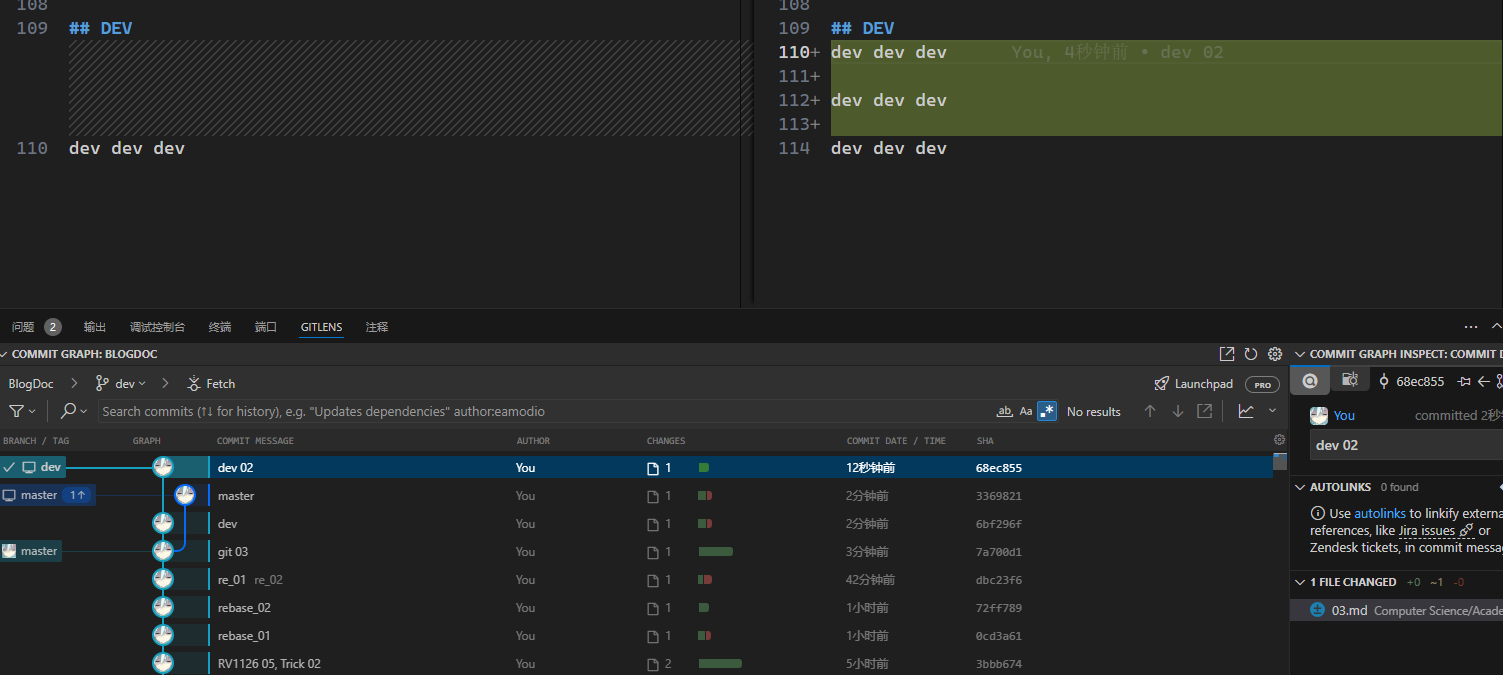 108
109 ## DEV
110 dev dev dev
108
109 ## DEV
110+ dev dev dev You, 4秒钟前 • dev 02
111+
112+ dev dev dev
113+
114 dev dev dev
问题 2 输出 调试控制台 终端 端口 GITLENS 注释
COMMIT GRAPH: BLOGDOC
BlogDoc dev Fetch Launchpad PRO
Search commits (↑↓ for history), e.g. "Updates dependencies" author:eamodio ab, Aa .* No results
BRANCH / TAG GRAPH COMMIT MESSAGE AUTHOR CHANGES COMMIT DATE / TIME SHA
dev dev 02 You 1 12秒钟前 68ec855
master 1↑ master You 1 2分钟前 3369821
dev You 1 2分钟前 6bf296f
master git 03 You 1 3分钟前 7a700d1
re_01 re_02 You 1 42分钟前 dbc23f6
rebase_02 You 1 1小时前 72ff789
rebase_01 You 1 1小时前 0cd3a61
RV1126 05, Trick 02 You 2 5小时前 3bbb674
COMMIT GRAPH INSPECT: COMMIT
68ec855
You committed 2秒
dev 02
AUTOLINKS 0 found
Use autolinks to linkify externa
references, like Jira issues or
Zendesk tickets, in commit messa
1 FILE CHANGED +0 ~1 -0
03.md Computer Science/Acade